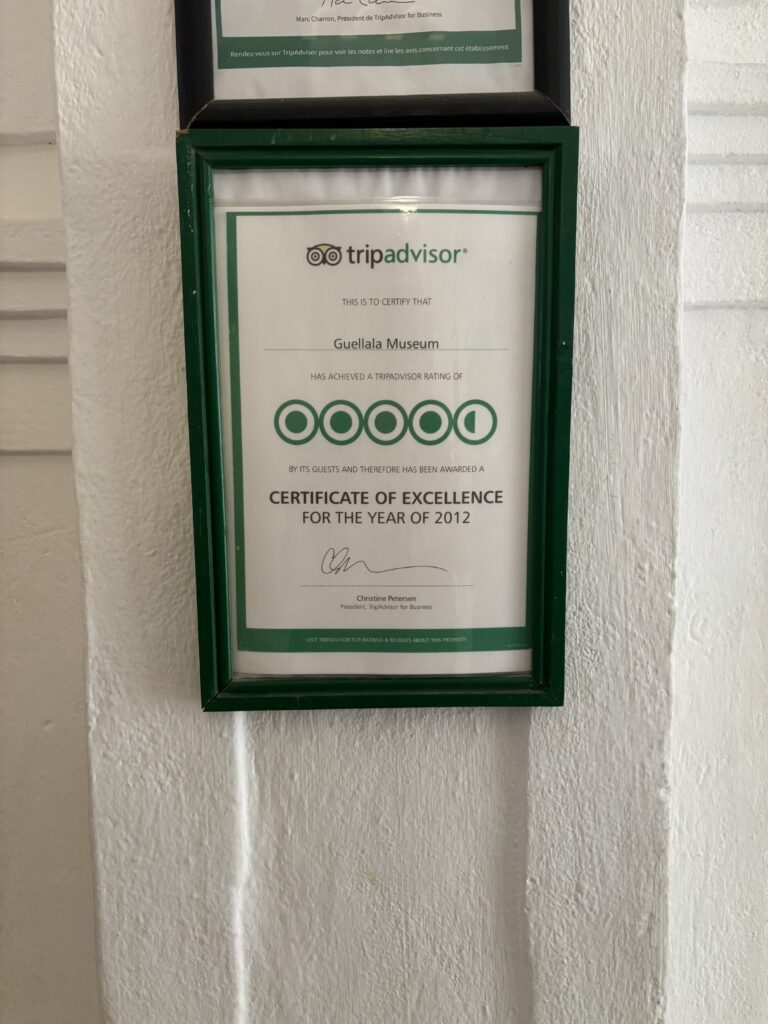 Marc Charron, Président de TripAdvisor for Business
Rendez-vous sur TripAdvisor pour voir les notes et lire les avis concernant cet établissement
tripadvisor®
THIS IS TO CERTIFY THAT
Guellala Museum
HAS ACHIEVED A TRIPADVISOR RATING OF
BY ITS GUESTS AND THEREFORE HAS BEEN AWARDED A
CERTIFICATE OF EXCELLENCE
FOR THE YEAR OF 2012
Christine Petersen
President, TripAdvisor for Business
VISIT TRIPADVISOR FOR RATINGS & REVIEWS ABOUT THIS PROPERTY